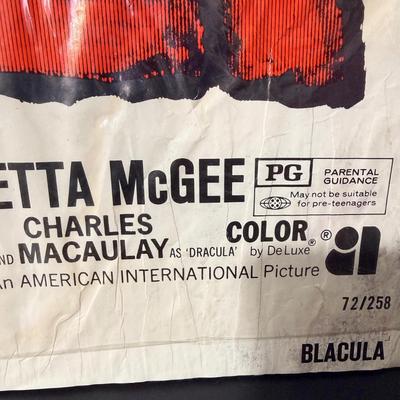 ETTA McGEE
PG PARENTAL GUIDANCE
May not be suitable
for pre-teenagers
CHARLES
ND MACAULAY AS 'DRACULA'
COLOR ®
by DeLuxe®
An AMERICAN INTERNATIONAL Picture
72/258
BLACULA